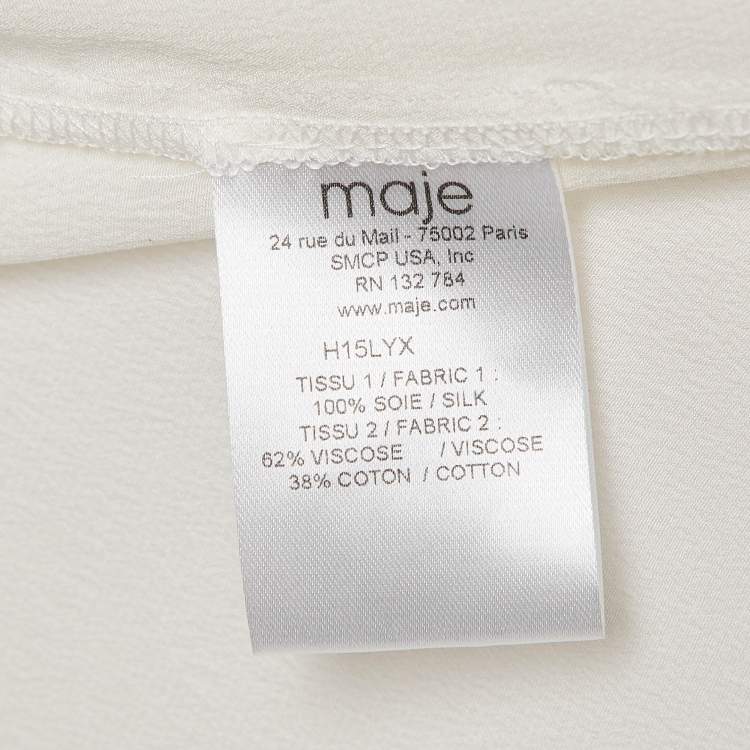 maje
24 rue du Mail - 75002 Paris
SMCP USA, Inc
RN 132 784
www.maje.com
H15LYX
TISSU 1 / FABRIC 1 :
100% SOIE / SILK
TISSU 2 / FABRIC 2 :
62% VISCOSE / VISCOSE
38% COTON / COTTON